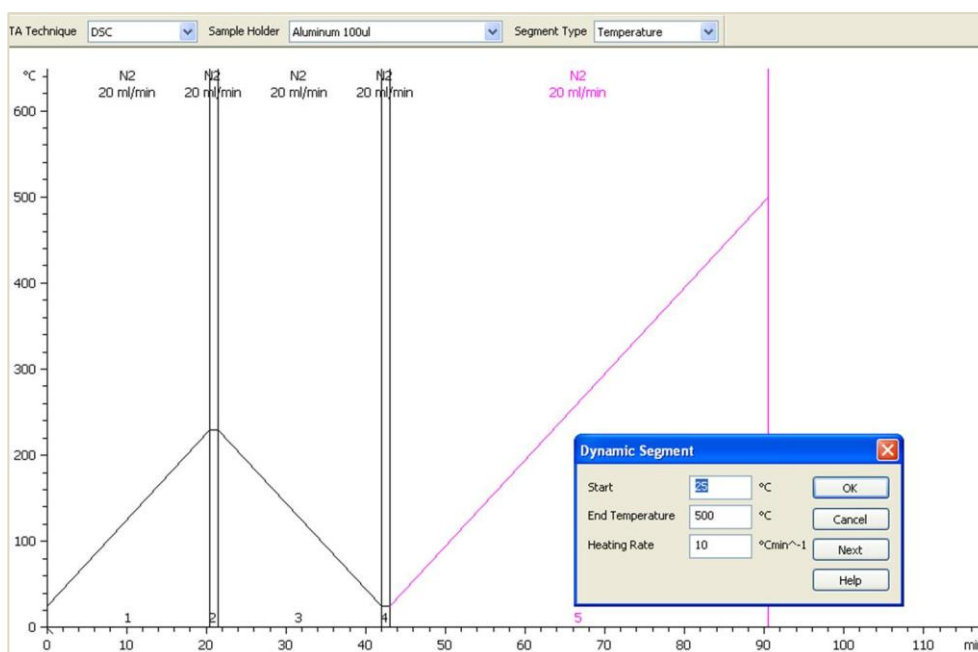 TA Technique DSC Sample Holder Aluminum 100ul Segment Type Temperature
°C N2 N2 N2 N2 N2
20 ml/min 20 ml/min 20 ml/min 20 ml/min 20 ml/min
600
500
400
300
200
100
0
1 2 3 4 5
0 10 20 30 40 50 60 70 80 90 100 110 min
Dynamic Segment
Start 25 °C OK
End Temperature 500 °C Cancel
Heating Rate 10 °Cmin^-1 Next
Help